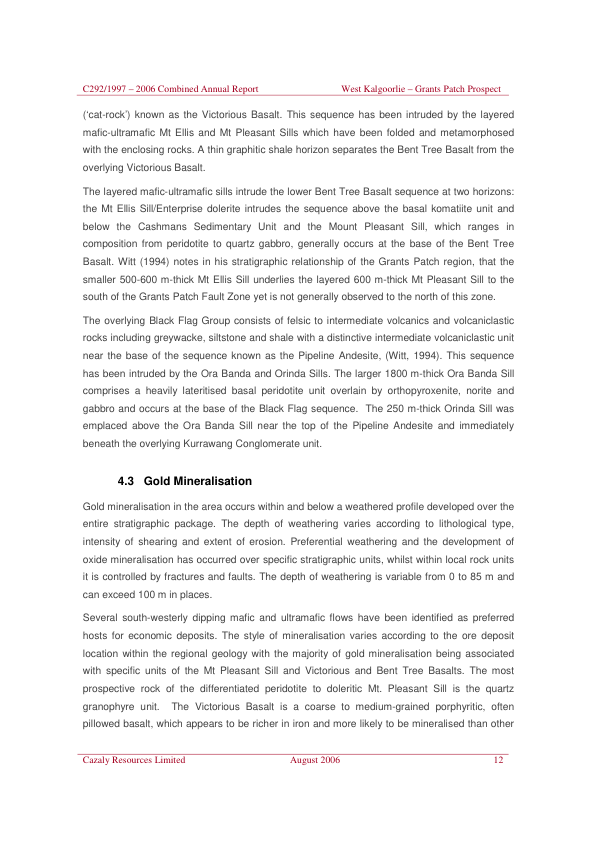 C292/1997 – 2006 Combined Annual Report West Kalgoorlie – Grants Patch Prospect
(‘cat-rock’) known as the Victorious Basalt. This sequence has been intruded by the layered
mafic-ultramafic Mt Ellis and Mt Pleasant Sills which have been folded and metamorphosed
with the enclosing rocks. A thin graphitic shale horizon separates the Bent Tree Basalt from the
overlying Victorious Basalt.
The layered mafic-ultramafic sills intrude the lower Bent Tree Basalt sequence at two horizons:
the Mt Ellis Sill/Enterprise dolerite intrudes the sequence above the basal komatiite unit and
below the Cashmans Sedimentary Unit and the Mount Pleasant Sill, which ranges in
composition from peridotite to quartz gabbro, generally occurs at the base of the Bent Tree
Basalt. Witt (1994) notes in his stratigraphic relationship of the Grants Patch region, that the
smaller 500-600 m-thick Mt Ellis Sill underlies the layered 600 m-thick Mt Pleasant Sill to the
south of the Grants Patch Fault Zone yet is not generally observed to the north of this zone.
The overlying Black Flag Group consists of felsic to intermediate volcanics and volcaniclastic
rocks including greywacke, siltstone and shale with a distinctive intermediate volcaniclastic unit
near the base of the sequence known as the Pipeline Andesite, (Witt, 1994). This sequence
has been intruded by the Ora Banda and Orinda Sills. The larger 1800 m-thick Ora Banda Sill
comprises a heavily lateritised basal peridotite unit overlain by orthopyroxenite, norite and
gabbro and occurs at the base of the Black Flag sequence. The 250 m-thick Orinda Sill was
emplaced above the Ora Banda Sill near the top of the Pipeline Andesite and immediately
beneath the overlying Kurrawang Conglomerate unit.
4.3 Gold Mineralisation
Gold mineralisation in the area occurs within and below a weathered profile developed over the
entire stratigraphic package. The depth of weathering varies according to lithological type,
intensity of shearing and extent of erosion. Preferential weathering and the development of
oxide mineralisation has occurred over specific stratigraphic units, whilst within local rock units
it is controlled by fractures and faults. The depth of weathering is variable from 0 to 85 m and
can exceed 100 m in places.
Several south-westerly dipping mafic and ultramafic flows have been identified as preferred
hosts for economic deposits. The style of mineralisation varies according to the ore deposit
location within the regional geology with the majority of gold mineralisation being associated
with specific units of the Mt Pleasant Sill and Victorious and Bent Tree Basalts. The most
prospective rock of the differentiated peridotite to doleritic Mt. Pleasant Sill is the quartz
granophyre unit. The Victorious Basalt is a coarse to medium-grained porphyritic, often
pillowed basalt, which appears to be richer in iron and more likely to be mineralised than other
Cazaly Resources Limited August 2006 12